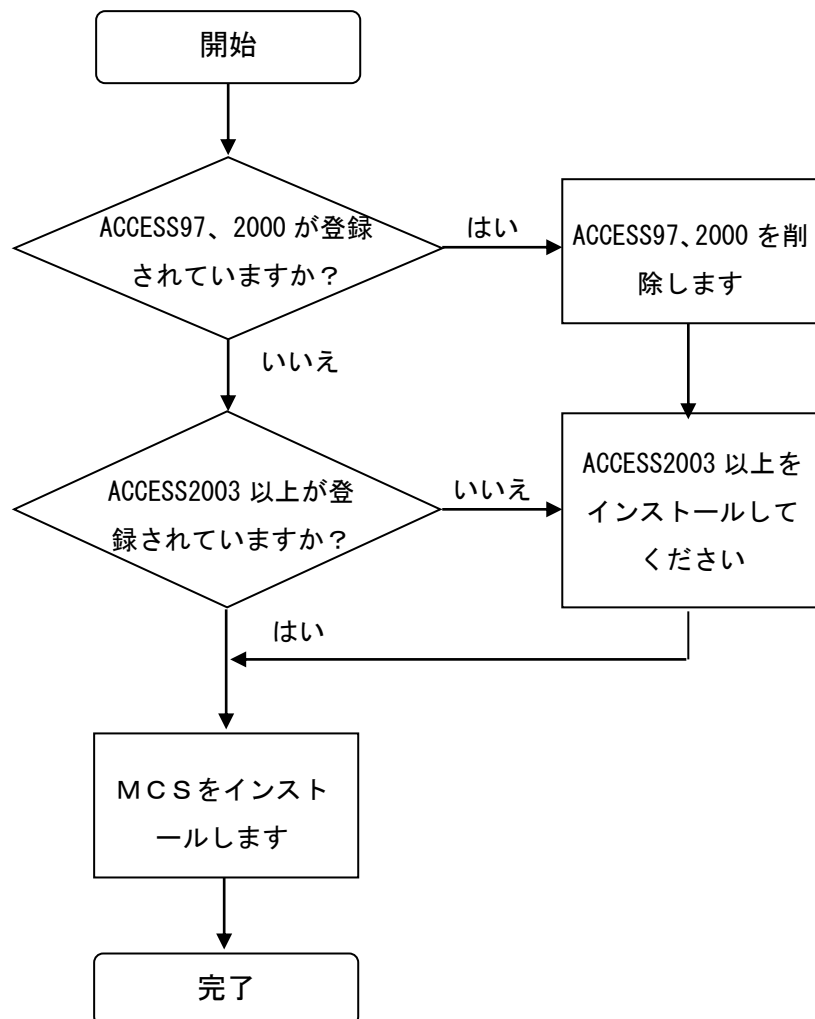 開始
ACCESS97、2000 が登録
されていますか？
はい
ACCESS97、2000 を削
除します
いいえ
ACCESS2003 以上が登
録されていますか？
いいえ
ACCESS2003 以上を
インストールして
ください
はい
ＭＣＳをインスト
ールします
完了